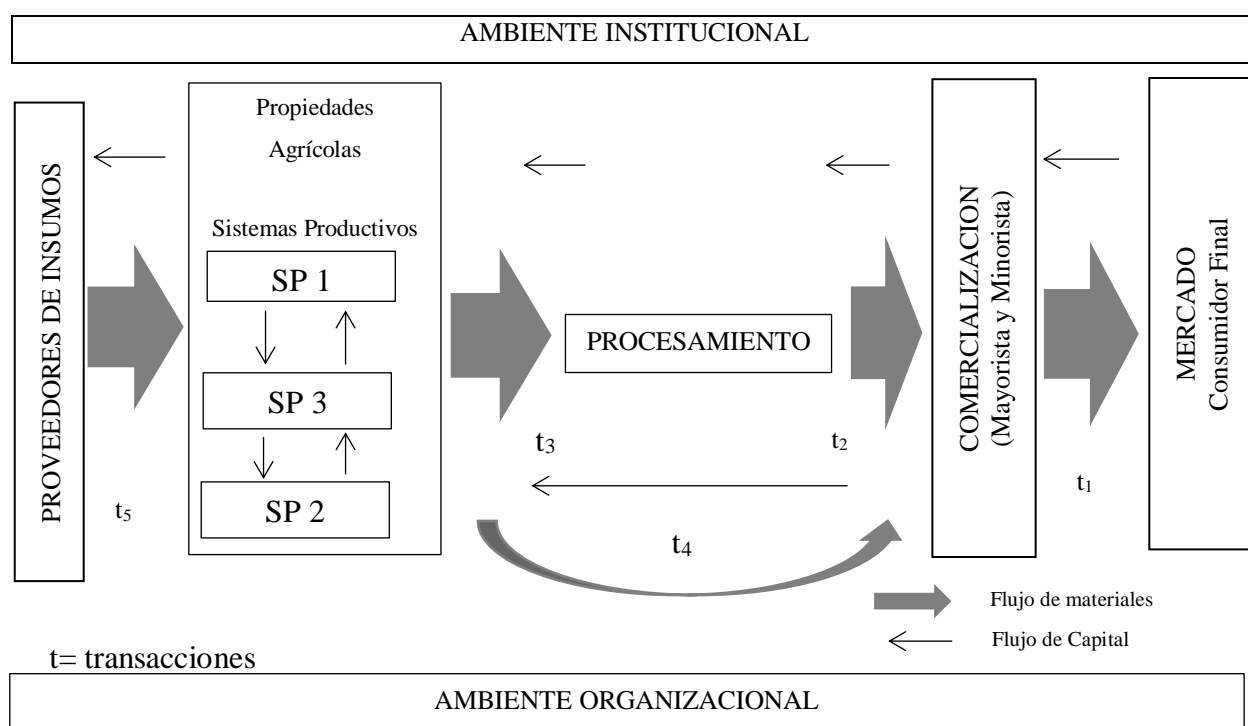 AMBIENTE INSTITUCIONAL
PROVEEDORES DE INSUMOS
Propiedades
Agrícolas
Sistemas Productivos
SP 1
SP 3
SP 2
PROCESAMIENTO
COMERCIALIZACION
(Mayorista y Minorista)
MERCADO
Consumidor Final
t5
t3
t2
t1
t4
Flujo de materiales
Flujo de Capital
t= transacciones
AMBIENTE ORGANIZACIONAL